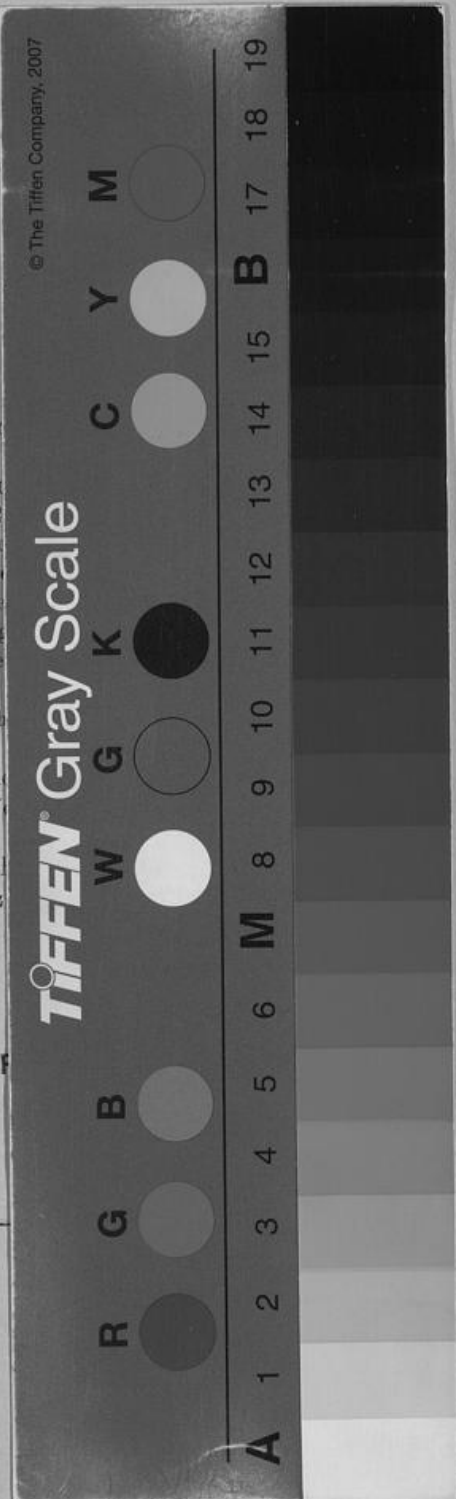 TIFFEN® Gray Scale
© The Tiffen Company, 2007
R G B W G K C Y M
A 1 2 3 4 5 6 M 8 9 10 11 12 13 14 15 B 17 18 19